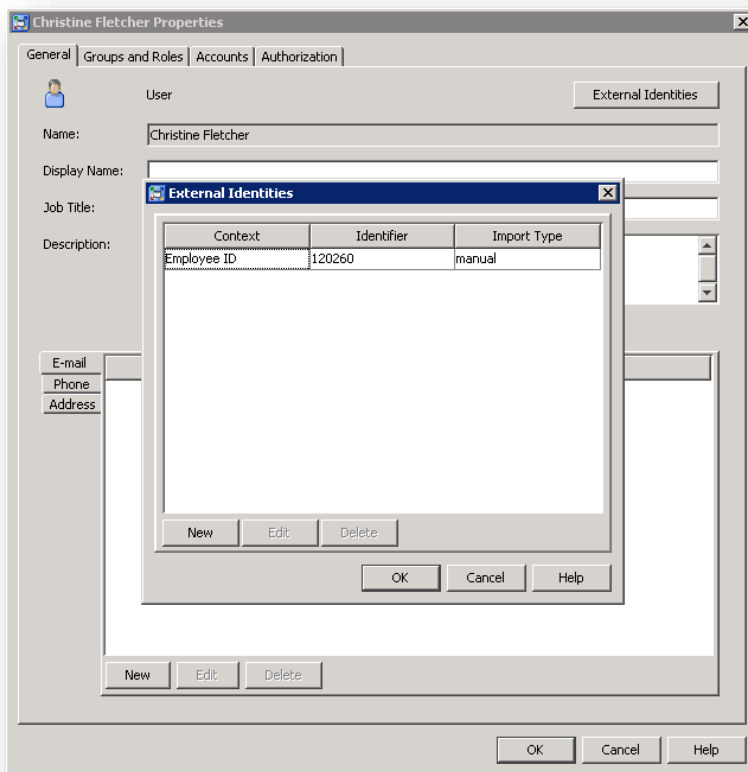 Christine Fletcher Properties
General Groups and Roles Accounts Authorization
User External Identities
Name: Christine Fletcher
Display Name:
External Identities
Job Title:
Context Identifier Import Type
Description:
Employee ID 120260 manual
E-mail
Phone
Address
New Edit Delete
OK Cancel Help
New Edit Delete
OK Cancel Help